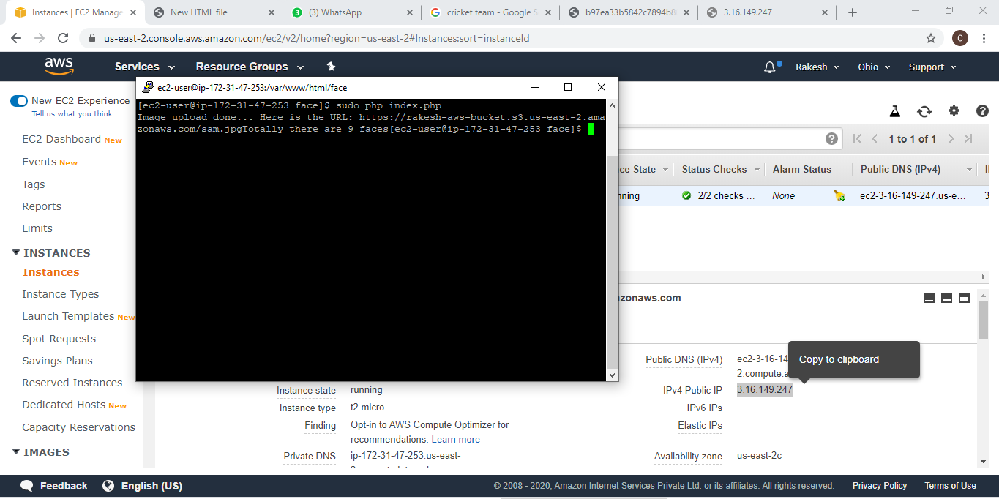 Instances | EC2 Manage
New HTML file
(3) WhatsApp
cricket team - Google S
b97ea33b5842c7894b8
3.16.149.247
us-east-2.console.aws.amazon.com/ec2/v2/home?region=us-east-2#Instances:sort=instanceId
C
aws
Services
Resource Groups
Rakesh
Ohio
Support
New EC2 Experience
Tell us what you think
EC2 Dashboard New
Events New
Tags
Reports
Limits
INSTANCES
Instances
Instance Types
Launch Templates New
Spot Requests
Savings Plans
Reserved Instances
Dedicated Hosts New
Capacity Reservations
IMAGES
ec2-user@ip-172-31-47-253:/var/www/html/face
[ec2-user@ip-172-31-47-253 face]$ sudo php index.php
Image upload done... Here is the URL: https://rakesh-aws-bucket.s3.us-east-2.ama
zonaws.com/sam.jpgTotally there are 9 faces[ec2-user@ip-172-31-47-253 face]$
1 to 1 of 1
ce State
Status Checks
Alarm Status
Public DNS (IPv4)
nning
2/2 checks ...
None
ec2-3-16-149-247.us-e...
3
zonaws.com
Copy to clipboard
Public DNS (IPv4)
ec2-3-16-14
2.compute.a
Instance state
running
IPv4 Public IP
3.16.149.247
Instance type
t2.micro
IPv6 IPs
-
Finding
Opt-in to AWS Compute Optimizer for
recommendations. Learn more
Elastic IPs
Private DNS
ip-172-31-47-253.us-east-
Availability zone
us-east-2c
Feedback
English (US)
© 2008 - 2020, Amazon Internet Services Private Ltd. or its affiliates. All rights reserved.
Privacy Policy
Terms of Use